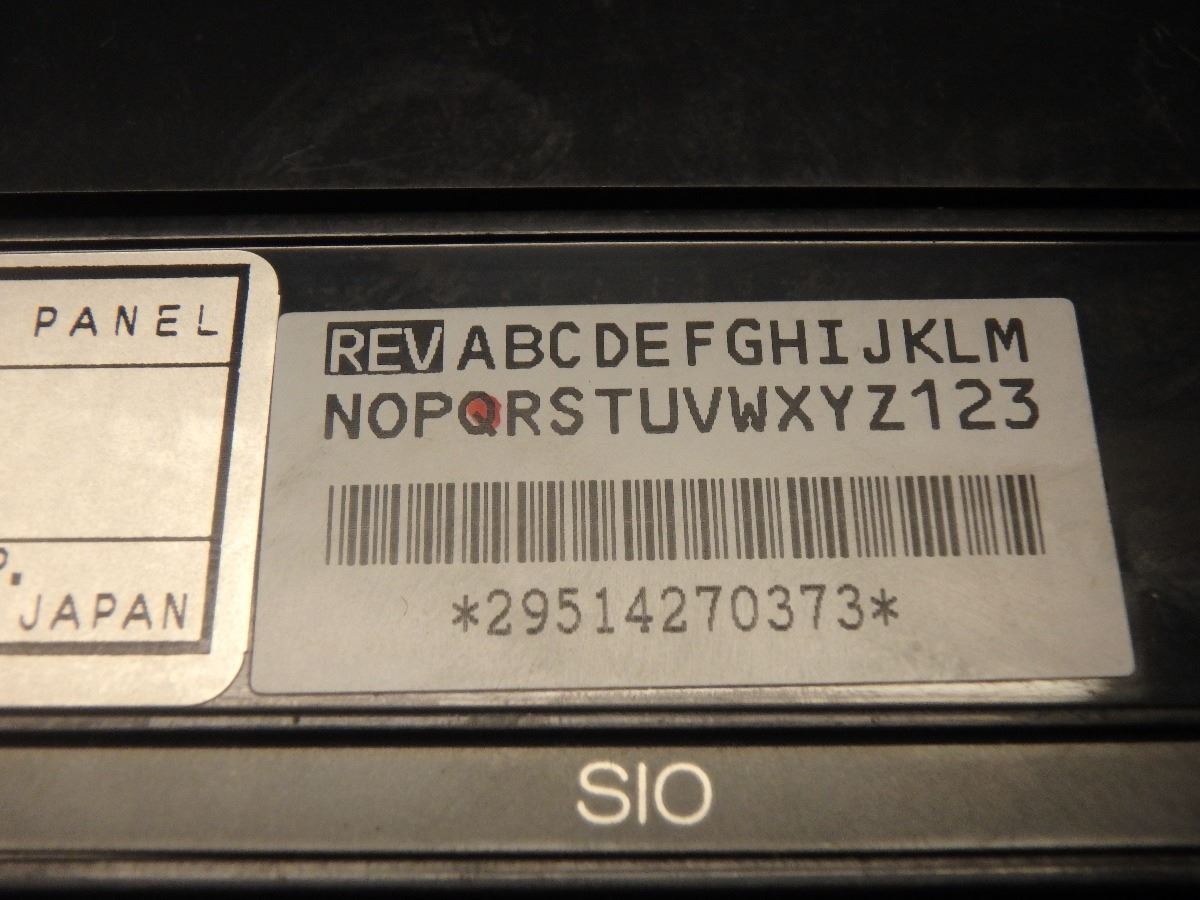 PANEL
JAPAN
REV ABCDEFGHIJKLM
NOPQRSTUVWXYZ123
*29514270373*
SIO